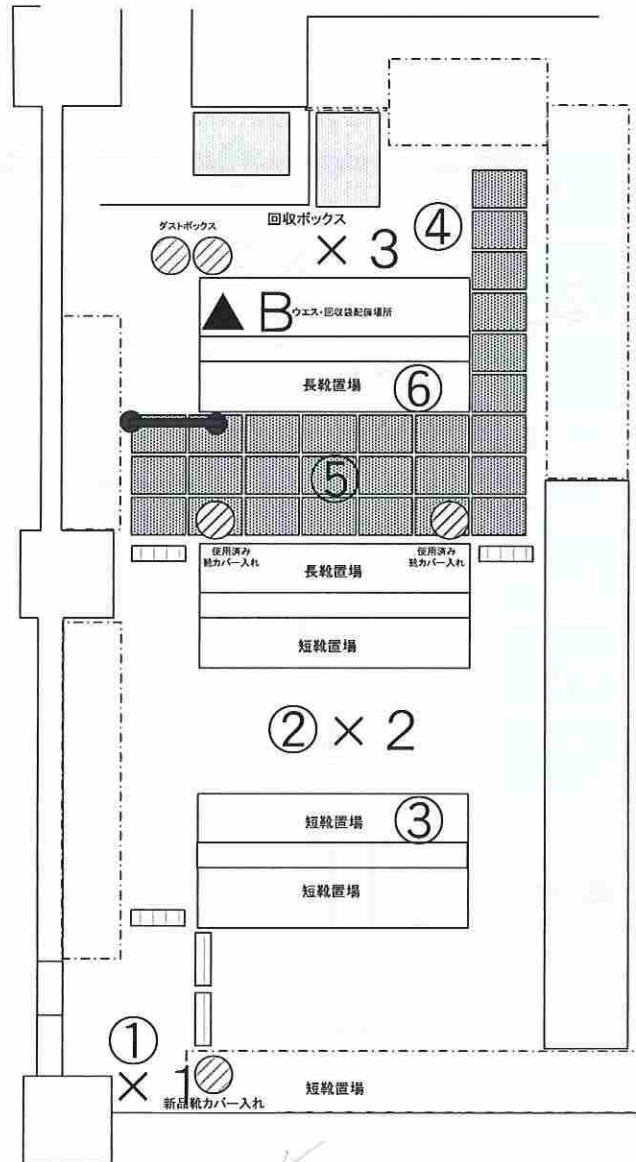 ダストボックス
回収ボックス
× 3
④
▲ B ウエス・回収袋配備場所
長靴置場
⑥
⑤
使用済み
靴カバー入れ
使用済み
靴カバー入れ
長靴置場
短靴置場
② × 2
短靴置場
③
短靴置場
①
× 1
新品靴カバー入れ
短靴置場